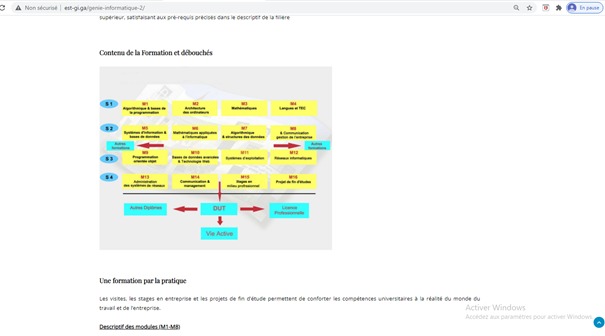 Non sécurisé | est-gi.ga/genie-informatique-2/
En pause
supérieur, satisfaisant aux pré-requis précisés dans le descriptif de la filière
Contenu de la Formation et débouchés
S 1
M1
Algorithmique & bases de
la programmation
M2
Architecture
des ordinateurs
M3
Mathématiques
M4
Langues et TEC
S 2
M5
Systèmes d'information &
bases de données
M6
Mathématiques appliquées
à l'informatique
M7
Algorithmique
& structures des données
M8
& Communication
gestion de l'entreprise
Autres
formations
Autres
formations
S 3
M9
Programmation
orientée objet
M10
Bases de données avancées
& Technologie Web
M11
Systèmes d'exploitation
M12
Réseaux informatiques
S 4
M13
Administration
des systèmes de réseaux
M14
Communication &
management
M15
Stages en
milieu professionnel
M16
Projet de fin d'études
Autres Diplômes
DUT
Licence
Professionnelle
Vie Active
Une formation par la pratique
Les visites, les stages en entreprise et les projets de fin d'étude permettent de conforter les compétences universitaires à la réalité du monde du
travail et de l'entreprise.
Descriptif des modules (M1-M8)
Activer Windows
Accédez aux paramètres pour activer Windows.